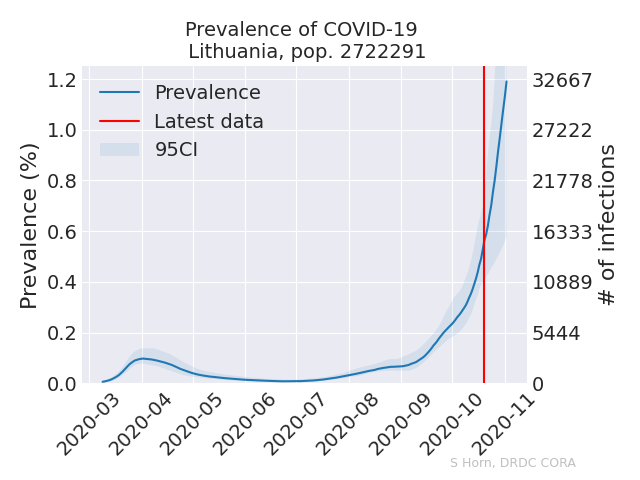 Prevalence of COVID-19
Lithuania, pop. 2722291
Prevalence
Latest data
95CI
Prevalence (%)
1.2
1.0
0.8
0.6
0.4
0.2
0.0
32667
27222
21778
16333
10889
5444
0
# of infections
2020-03
2020-04
2020-05
2020-06
2020-07
2020-08
2020-09
2020-10
2020-11
S Horn, DRDC CORA